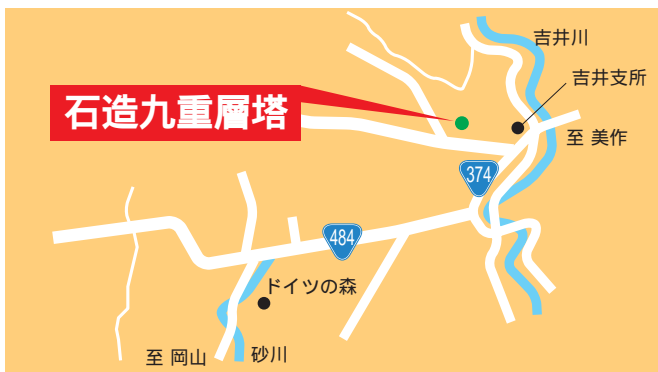 吉井川
吉井支所
石造九重層塔
至 美作
374
484
ドイツの森
至 岡山
砂川